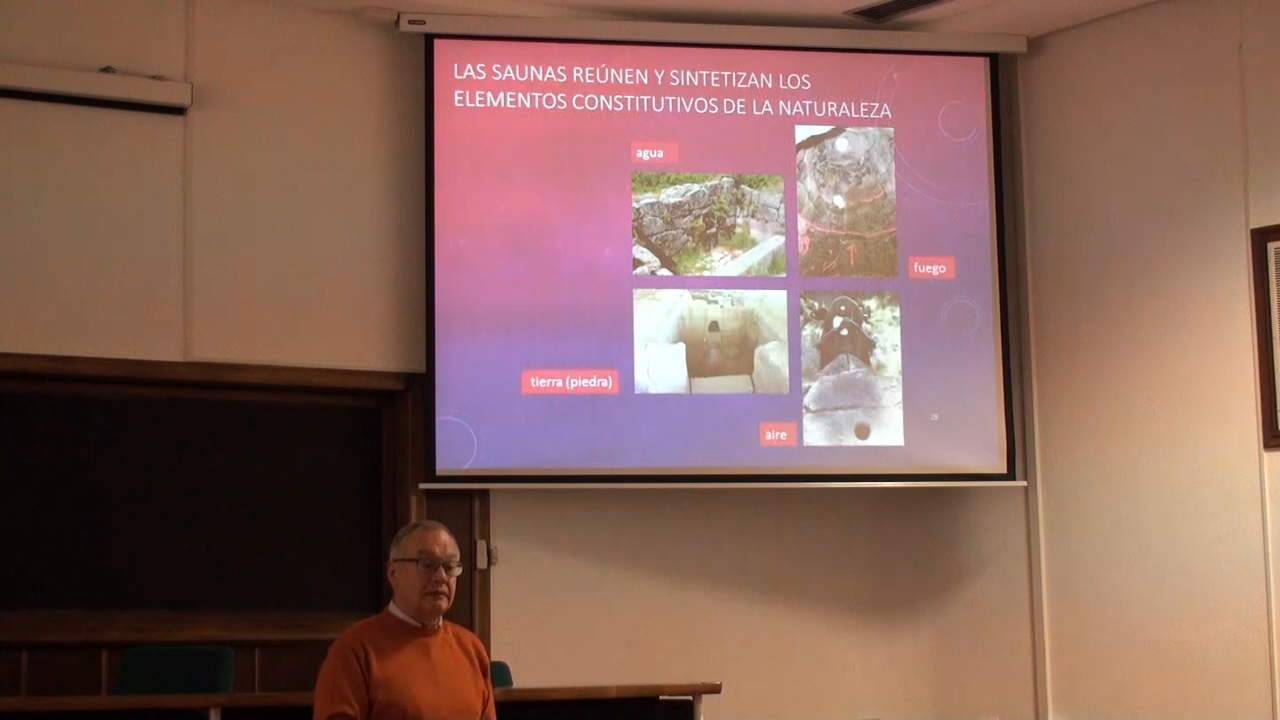 LAS SAUNAS REÚNEN Y SINTETIZAN LOS
ELEMENTOS CONSTITUTIVOS DE LA NATURALEZA
agua
fuego
tierra (piedra)
aire